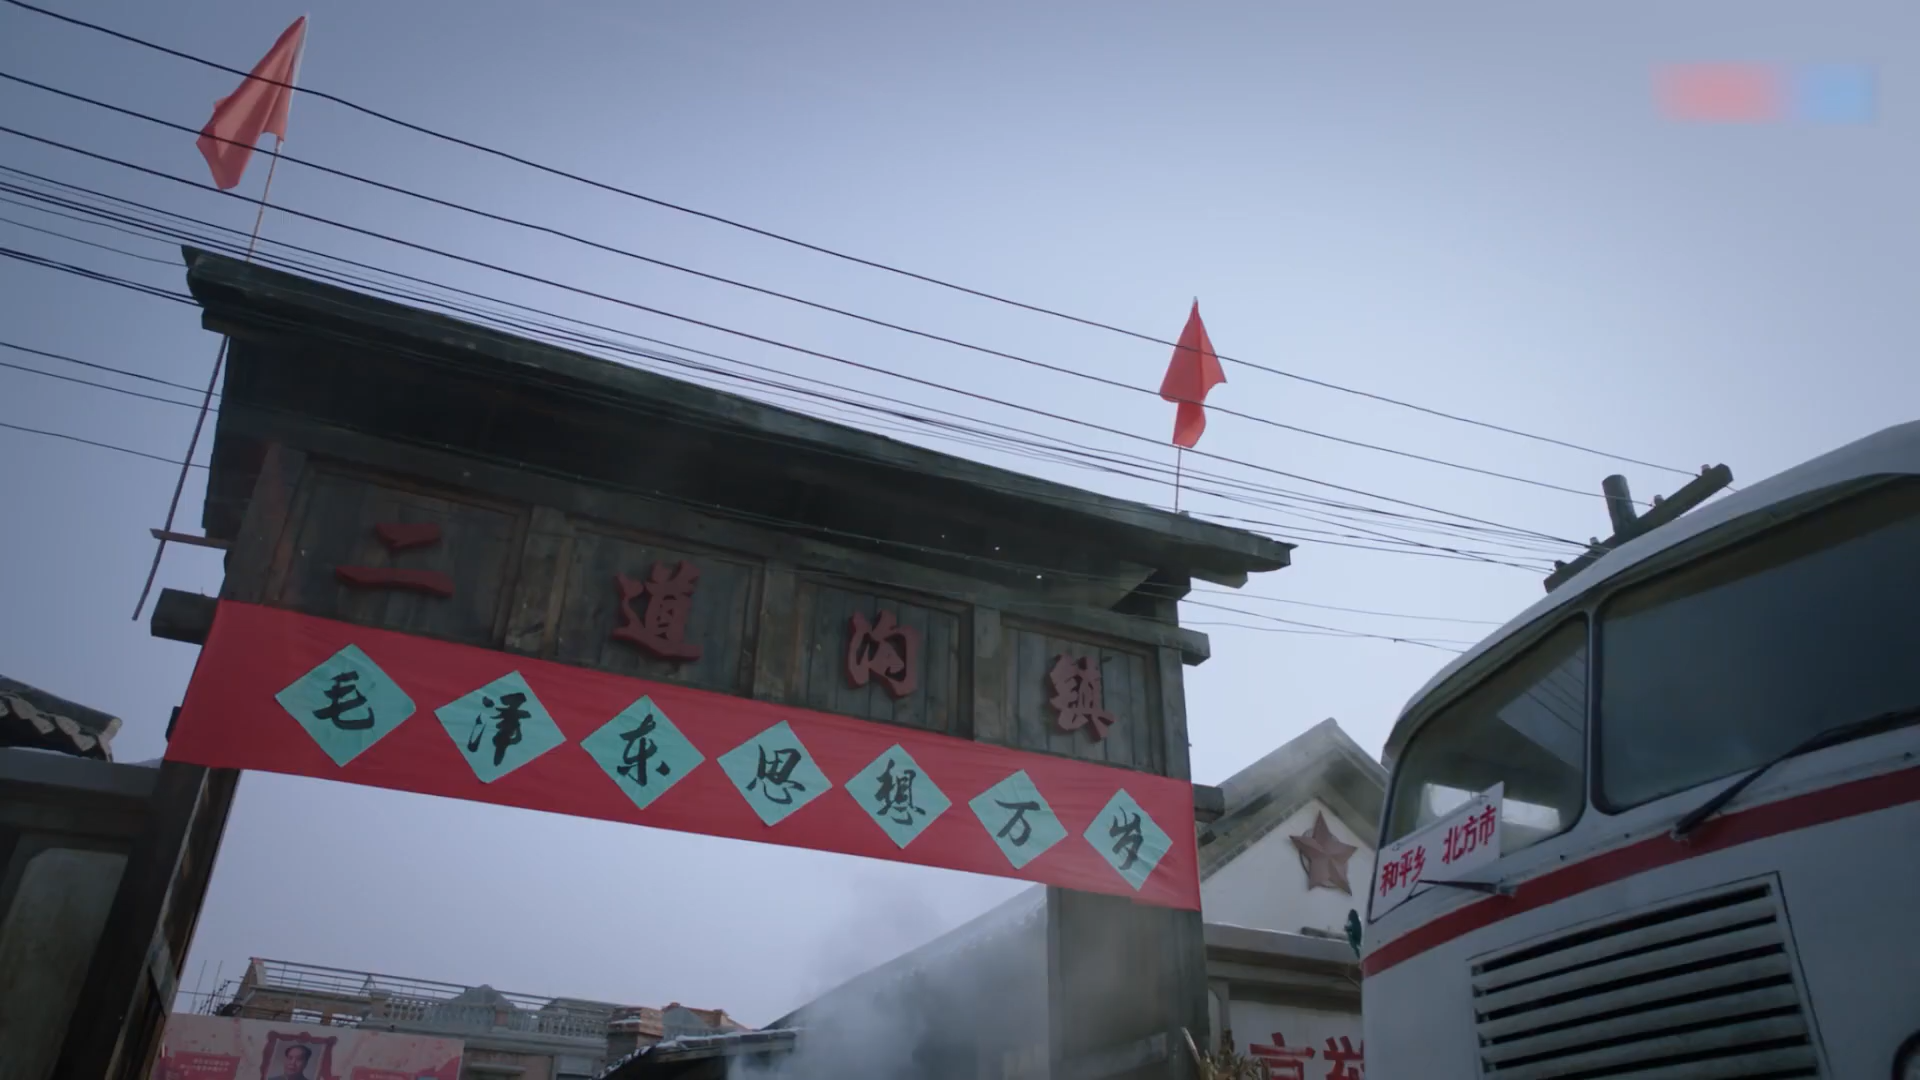 二道沟镇
毛泽东思想万岁
和平乡 北方市